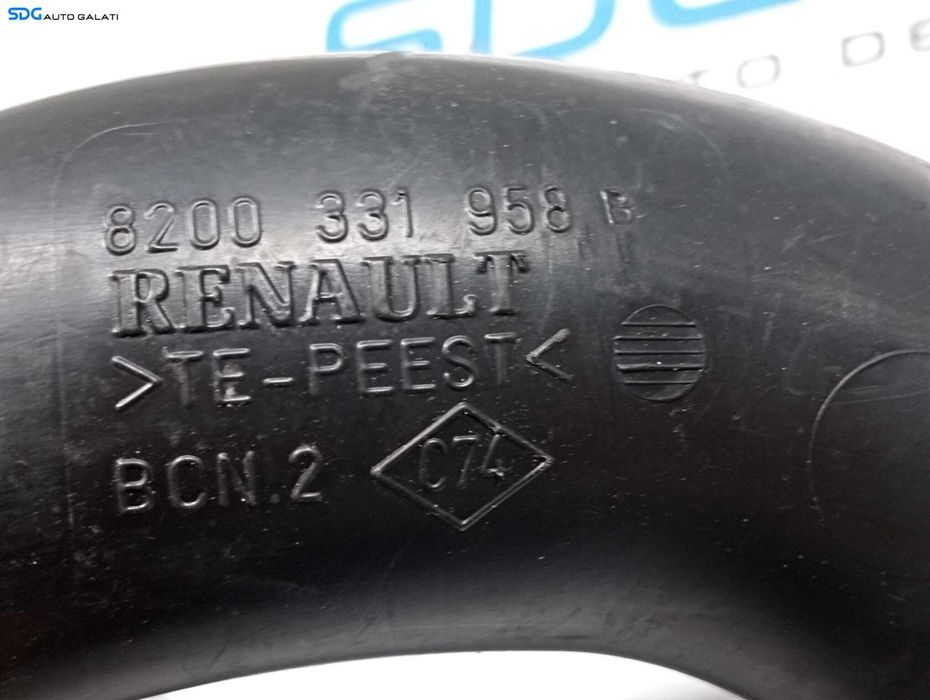 SDG AUTO GALATI
8200 331 958 B
RENAULT
>TE-PEEST<
BCN.2
C74